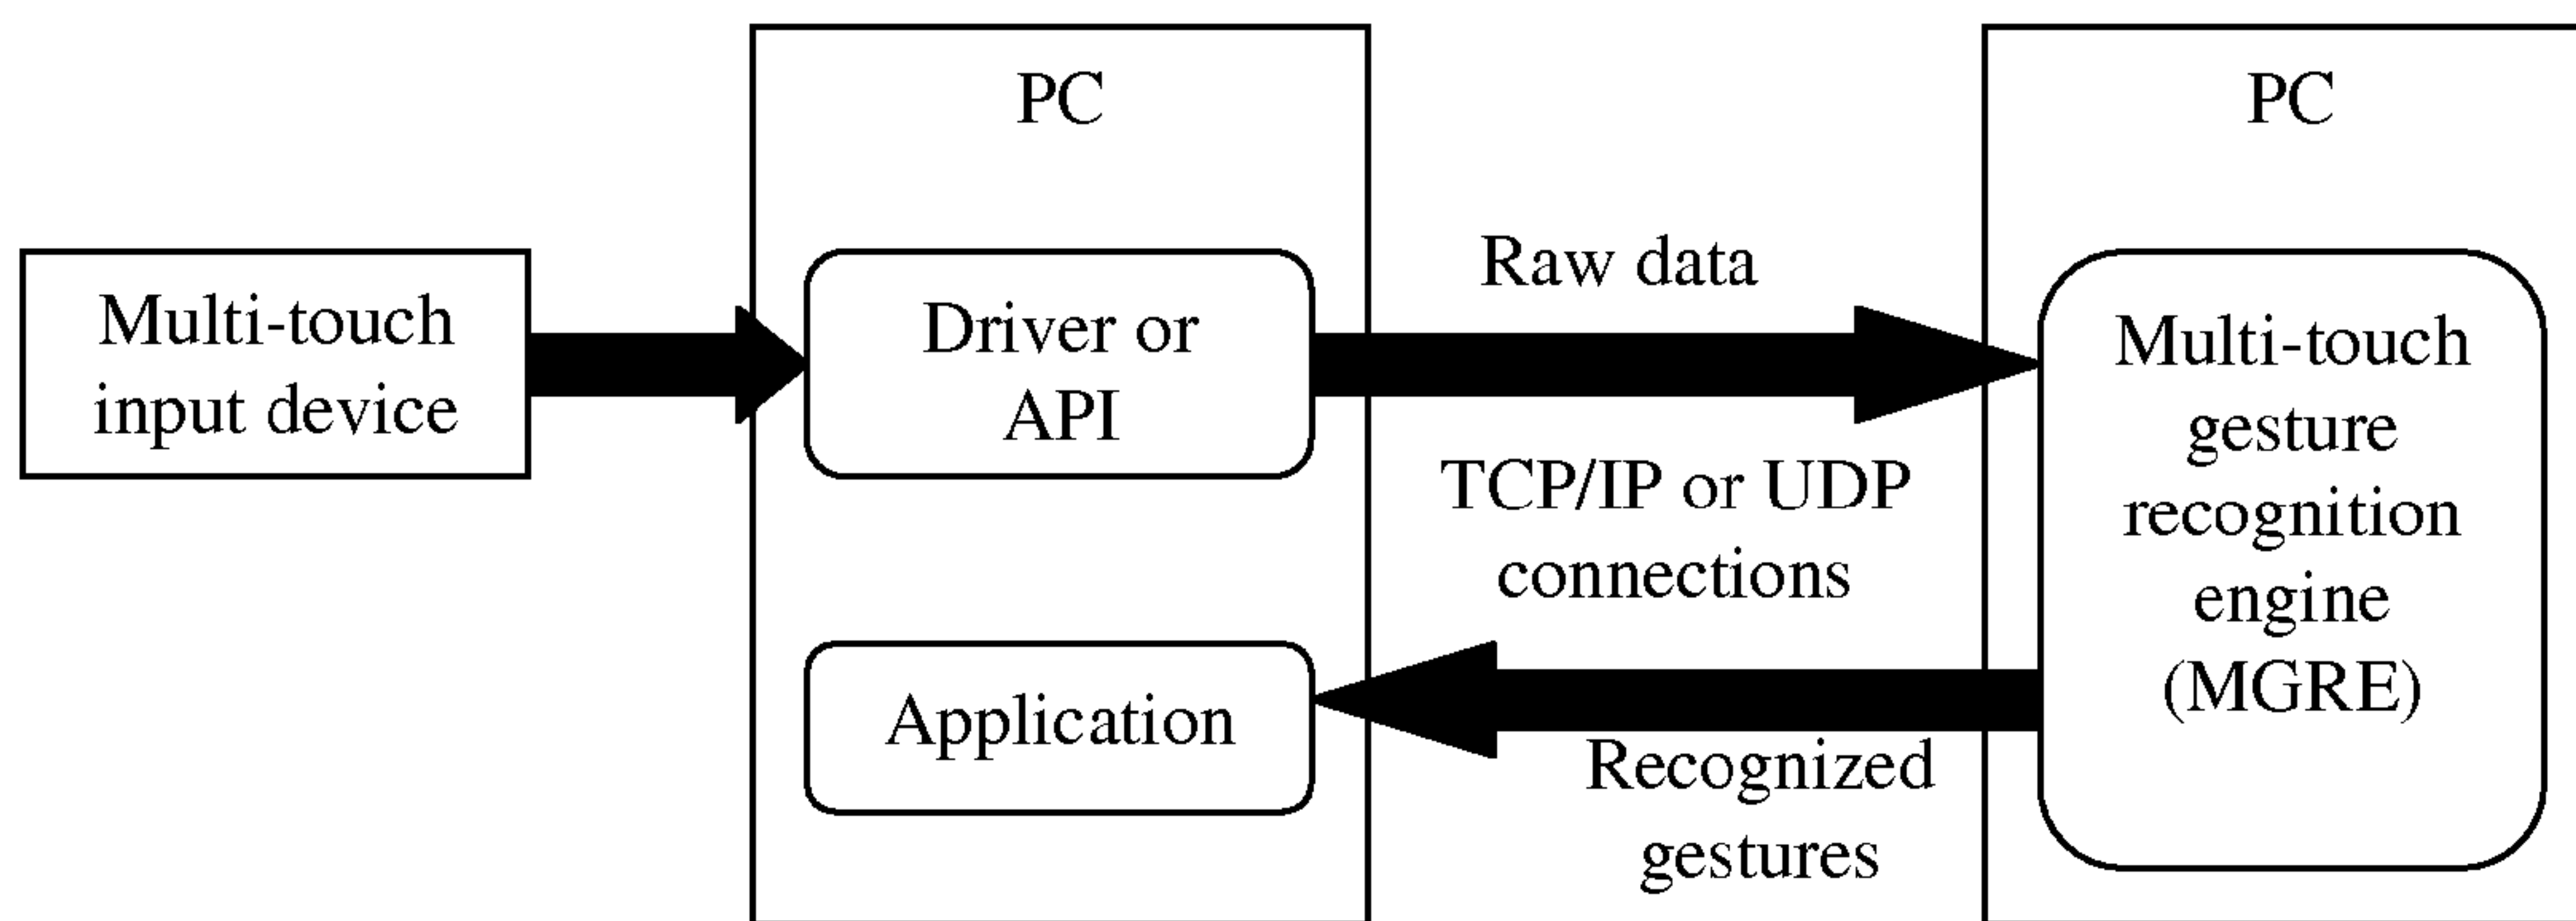 PC
PC
Multi-touch
input device
Driver or
API
Raw data
TCP/IP or UDP
connections
Multi-touch
gesture
recognition
engine
(MGRE)
Application
Recognized
gestures